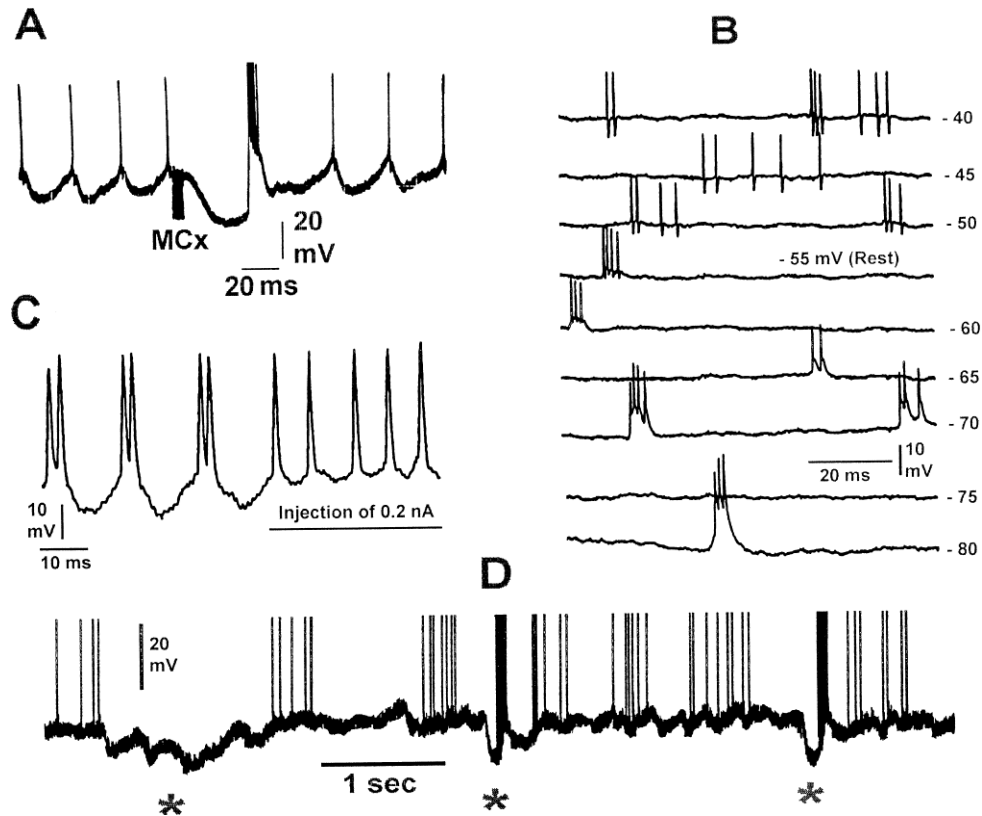 A
MCx
20
mV
20 ms
B
- 40
- 45
- 50
- 55 mV (Rest)
- 60
- 65
- 70
10
mV
20 ms
- 75
- 80
C
10
mV
10 ms
Injection of 0.2 nA
D
20
mV
1 sec
* * *